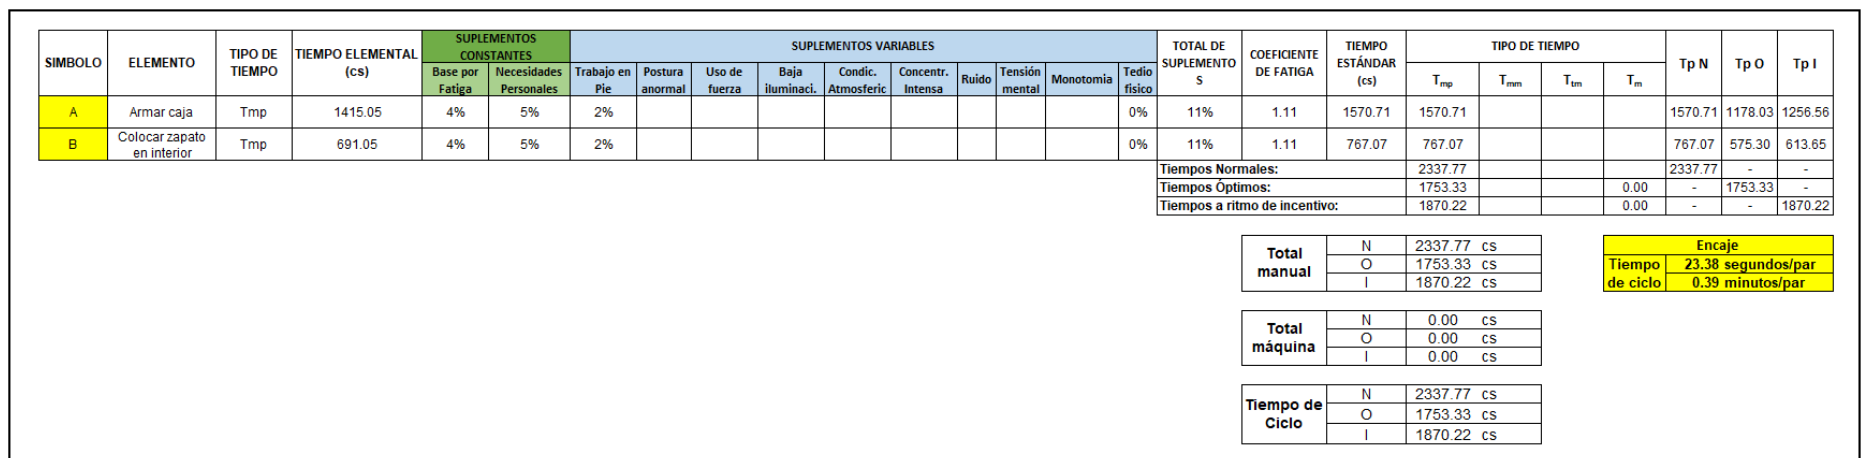 SIMBOLO ELEMENTO TIPO DE TIEMPO TIEMPO ELEMENTAL (cs) SUPLEMENTOS CONSTANTES SUPLEMENTOS VARIABLES TOTAL DE SUPLEMENTOS COEFICIENTE DE FATIGA TIEMPO ESTÁNDAR (cs) TIPO DE TIEMPO Tp N Tp O Tp I
Base por Fatiga Necesidades Personales Trabajo en Pie Postura anormal Uso de fuerza Baja iluminaci. Condic. Atmosferic Concentr. Intensa Ruido Tensión mental Monotomia Tedio fisico Tmp Tmm Ttm Tm
A Armar caja Tmp 1415.05 4% 5% 2% 0% 11% 1.11 1570.71 1570.71 1570.71 1178.03 1256.56
B Colocar zapato en interior Tmp 691.05 4% 5% 2% 0% 11% 1.11 767.07 767.07 767.07 575.30 613.65
Tiempos Normales: 2337.77 2337.77 - -
Tiempos Óptimos: 1753.33 0.00 - 1753.33 -
Tiempos a ritmo de incentivo: 1870.22 0.00 - - 1870.22
Total manual
N 2337.77 cs
O 1753.33 cs
I 1870.22 cs
Encaje
Tiempo de ciclo
23.38 segundos/par
0.39 minutos/par
Total máquina
N 0.00 cs
O 0.00 cs
I 0.00 cs
Tiempo de Ciclo
N 2337.77 cs
O 1753.33 cs
I 1870.22 cs